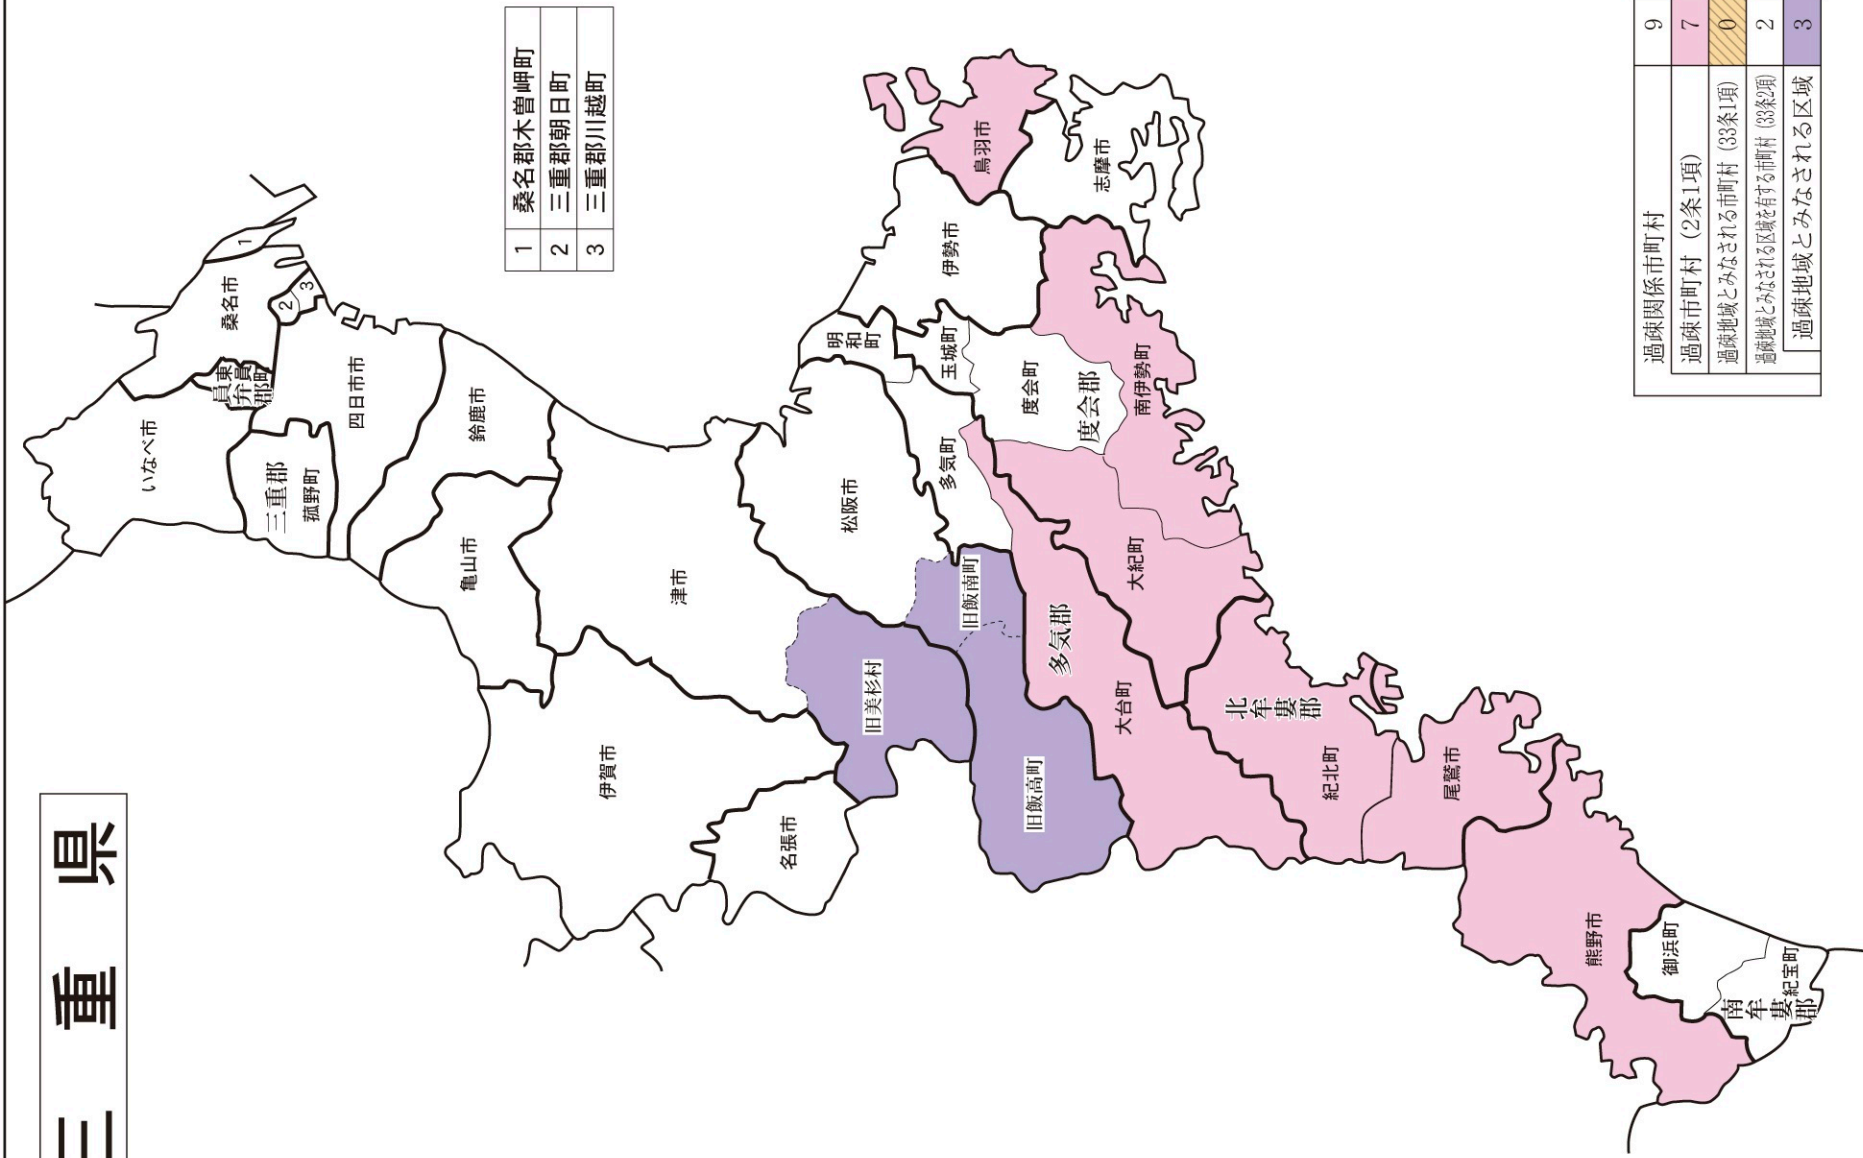 三重県
1 桑名郡木曽岬町
2 三重郡朝日町
3 三重郡川越町
過疎関係市町村 9
過疎市町村（2条1項） 7
過疎地域とみなされる市町村（33条1項） 0
過疎地域とみなされる区域を有する市町村（33条2項） 2
過疎地域とみなされる区域 3
いなべ市
桑名市
1
2
3
員弁郡
東員町
三重郡
菰野町
四日市市
鈴鹿市
亀山市
津市
伊賀市
名張市
松阪市
明和町
多気町
玉城町
伊勢市
鳥羽市
志摩市
度会町
度会郡
南伊勢町
大紀町
多気郡
大台町
旧飯南町
旧美杉村
旧飯高町
北牟婁郡
紀北町
尾鷲市
熊野市
御浜町
紀宝町
南牟婁郡